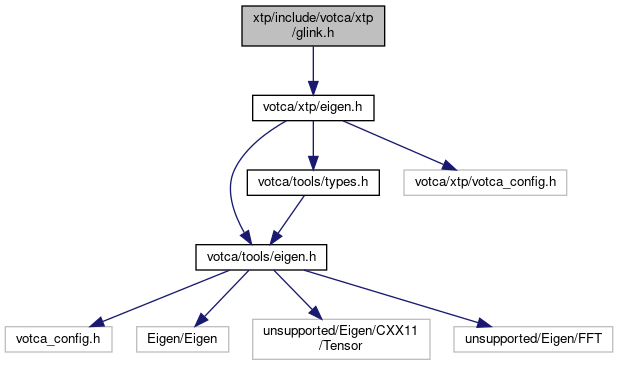 xtp/include/votca/xtp
/glink.h
votca/xtp/eigen.h
votca/tools/types.h
votca/xtp/votca_config.h
votca/tools/eigen.h
votca_config.h
Eigen/Eigen
unsupported/Eigen/CXX11
/Tensor
unsupported/Eigen/FFT